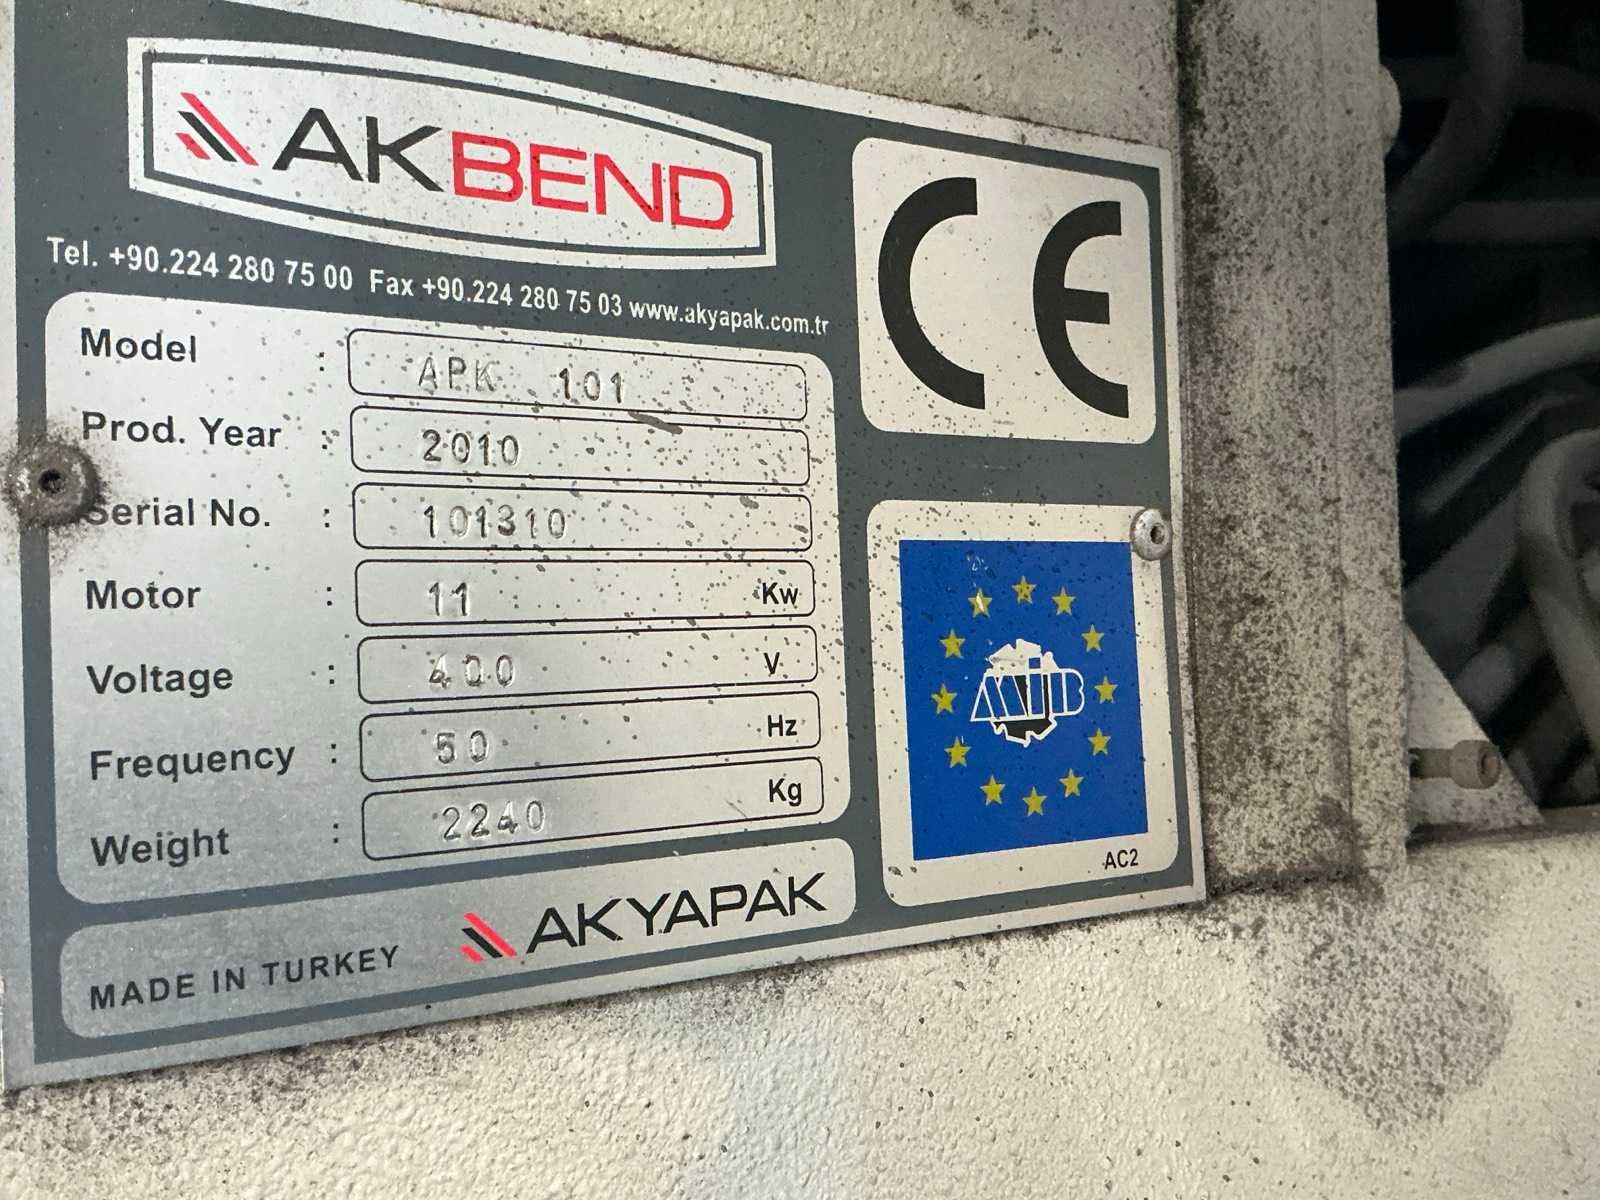 AKBEND
CE
Tel. +90.224 280 75 00 Fax +90.224 280 75 03 www.akyapak.com.tr
Model : APK 101
Prod. Year : 2010
Serial No. : 101310
Motor : 11 Kw
Voltage : 400 V
Frequency : 50 Hz
Weight : 2240 Kg
MIB
AC2
MADE IN TURKEY AKYAPAK